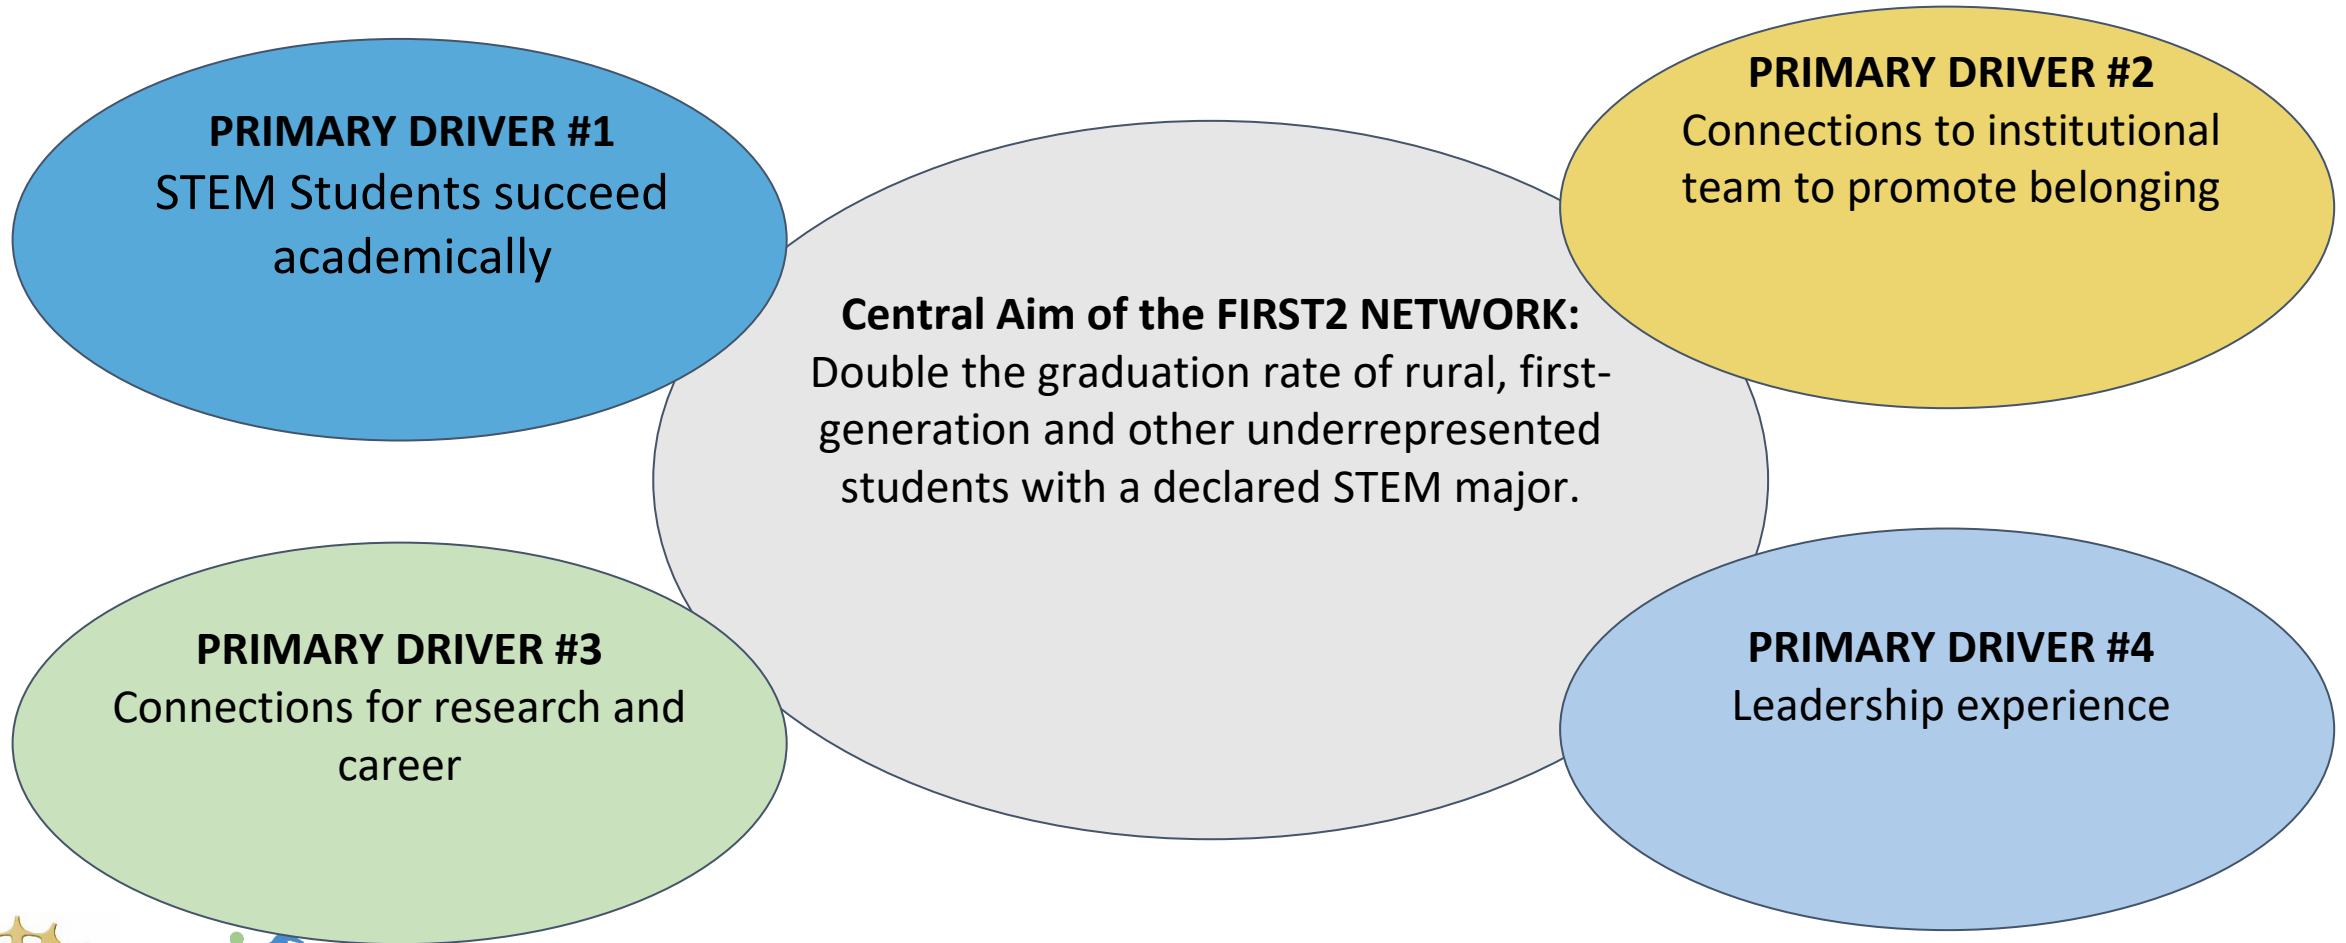 PRIMARY DRIVER #1
STEM Students succeed
academically
PRIMARY DRIVER #2
Connections to institutional
team to promote belonging
Central Aim of the FIRST2 NETWORK:
Double the graduation rate of rural, first-
generation and other underrepresented
students with a declared STEM major.
PRIMARY DRIVER #3
Connections for research and
career
PRIMARY DRIVER #4
Leadership experience